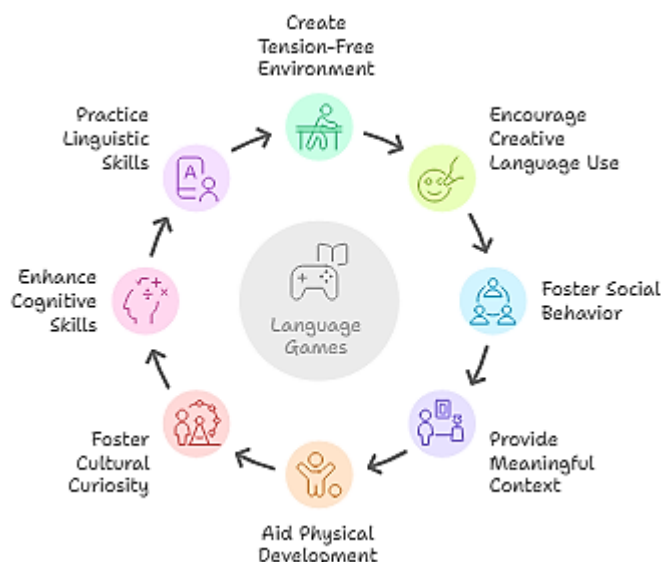 Create
Tension-Free
Environment
Encourage
Creative
Language Use
Foster Social
Behavior
Provide
Meaningful
Context
Aid Physical
Development
Foster
Cultural
Curiosity
Enhance
Cognitive
Skills
Practice
Linguistic
Skills
A
Language
Games